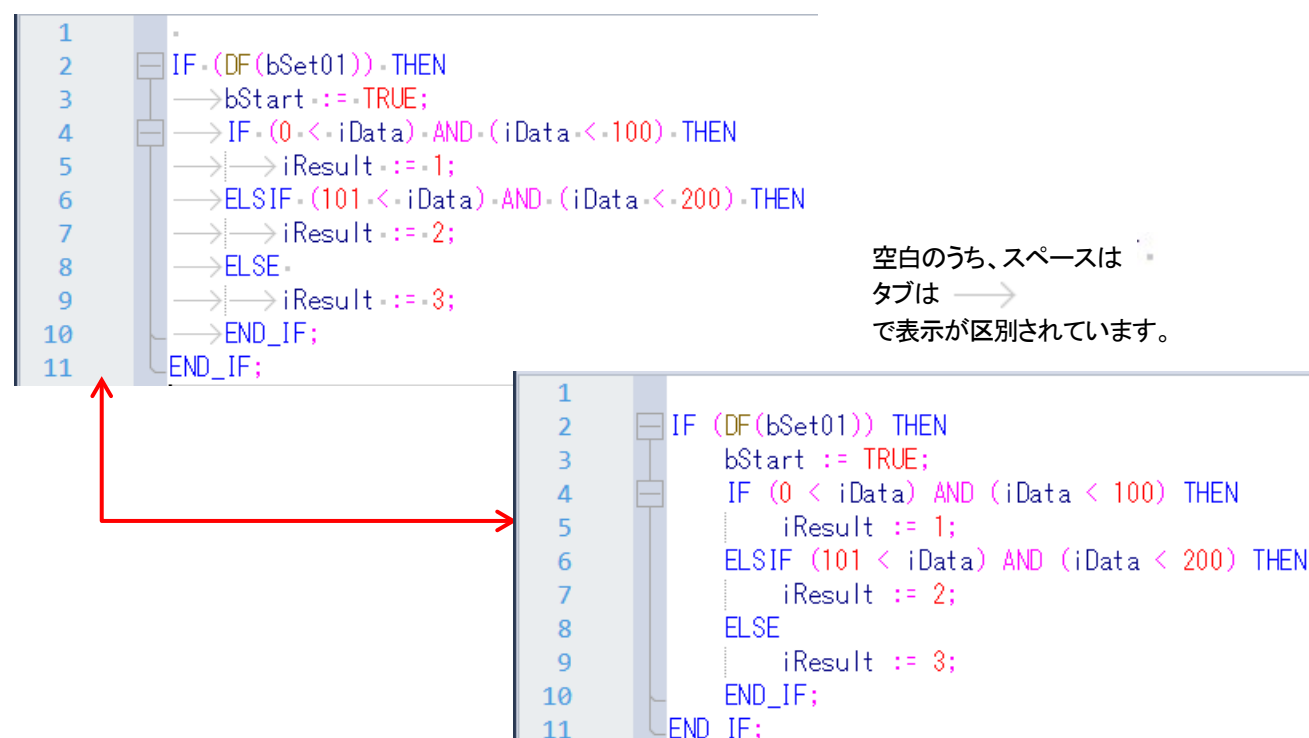 1
2 IF (DF(bSet01)) THEN
3 bStart := TRUE;
4 IF (0 < iData) AND (iData < 100) THEN
5 iResult := 1;
6 ELSIF (101 < iData) AND (iData < 200) THEN
7 iResult := 2;
8 ELSE
9 iResult := 3;
10 END_IF;
11 END_IF;
空白のうち、スペースは
タブは
で表示が区別されています。
1
2 IF (DF(bSet01)) THEN
3 bStart := TRUE;
4 IF (0 < iData) AND (iData < 100) THEN
5 iResult := 1;
6 ELSIF (101 < iData) AND (iData < 200) THEN
7 iResult := 2;
8 ELSE
9 iResult := 3;
10 END_IF;
11 END_IF;